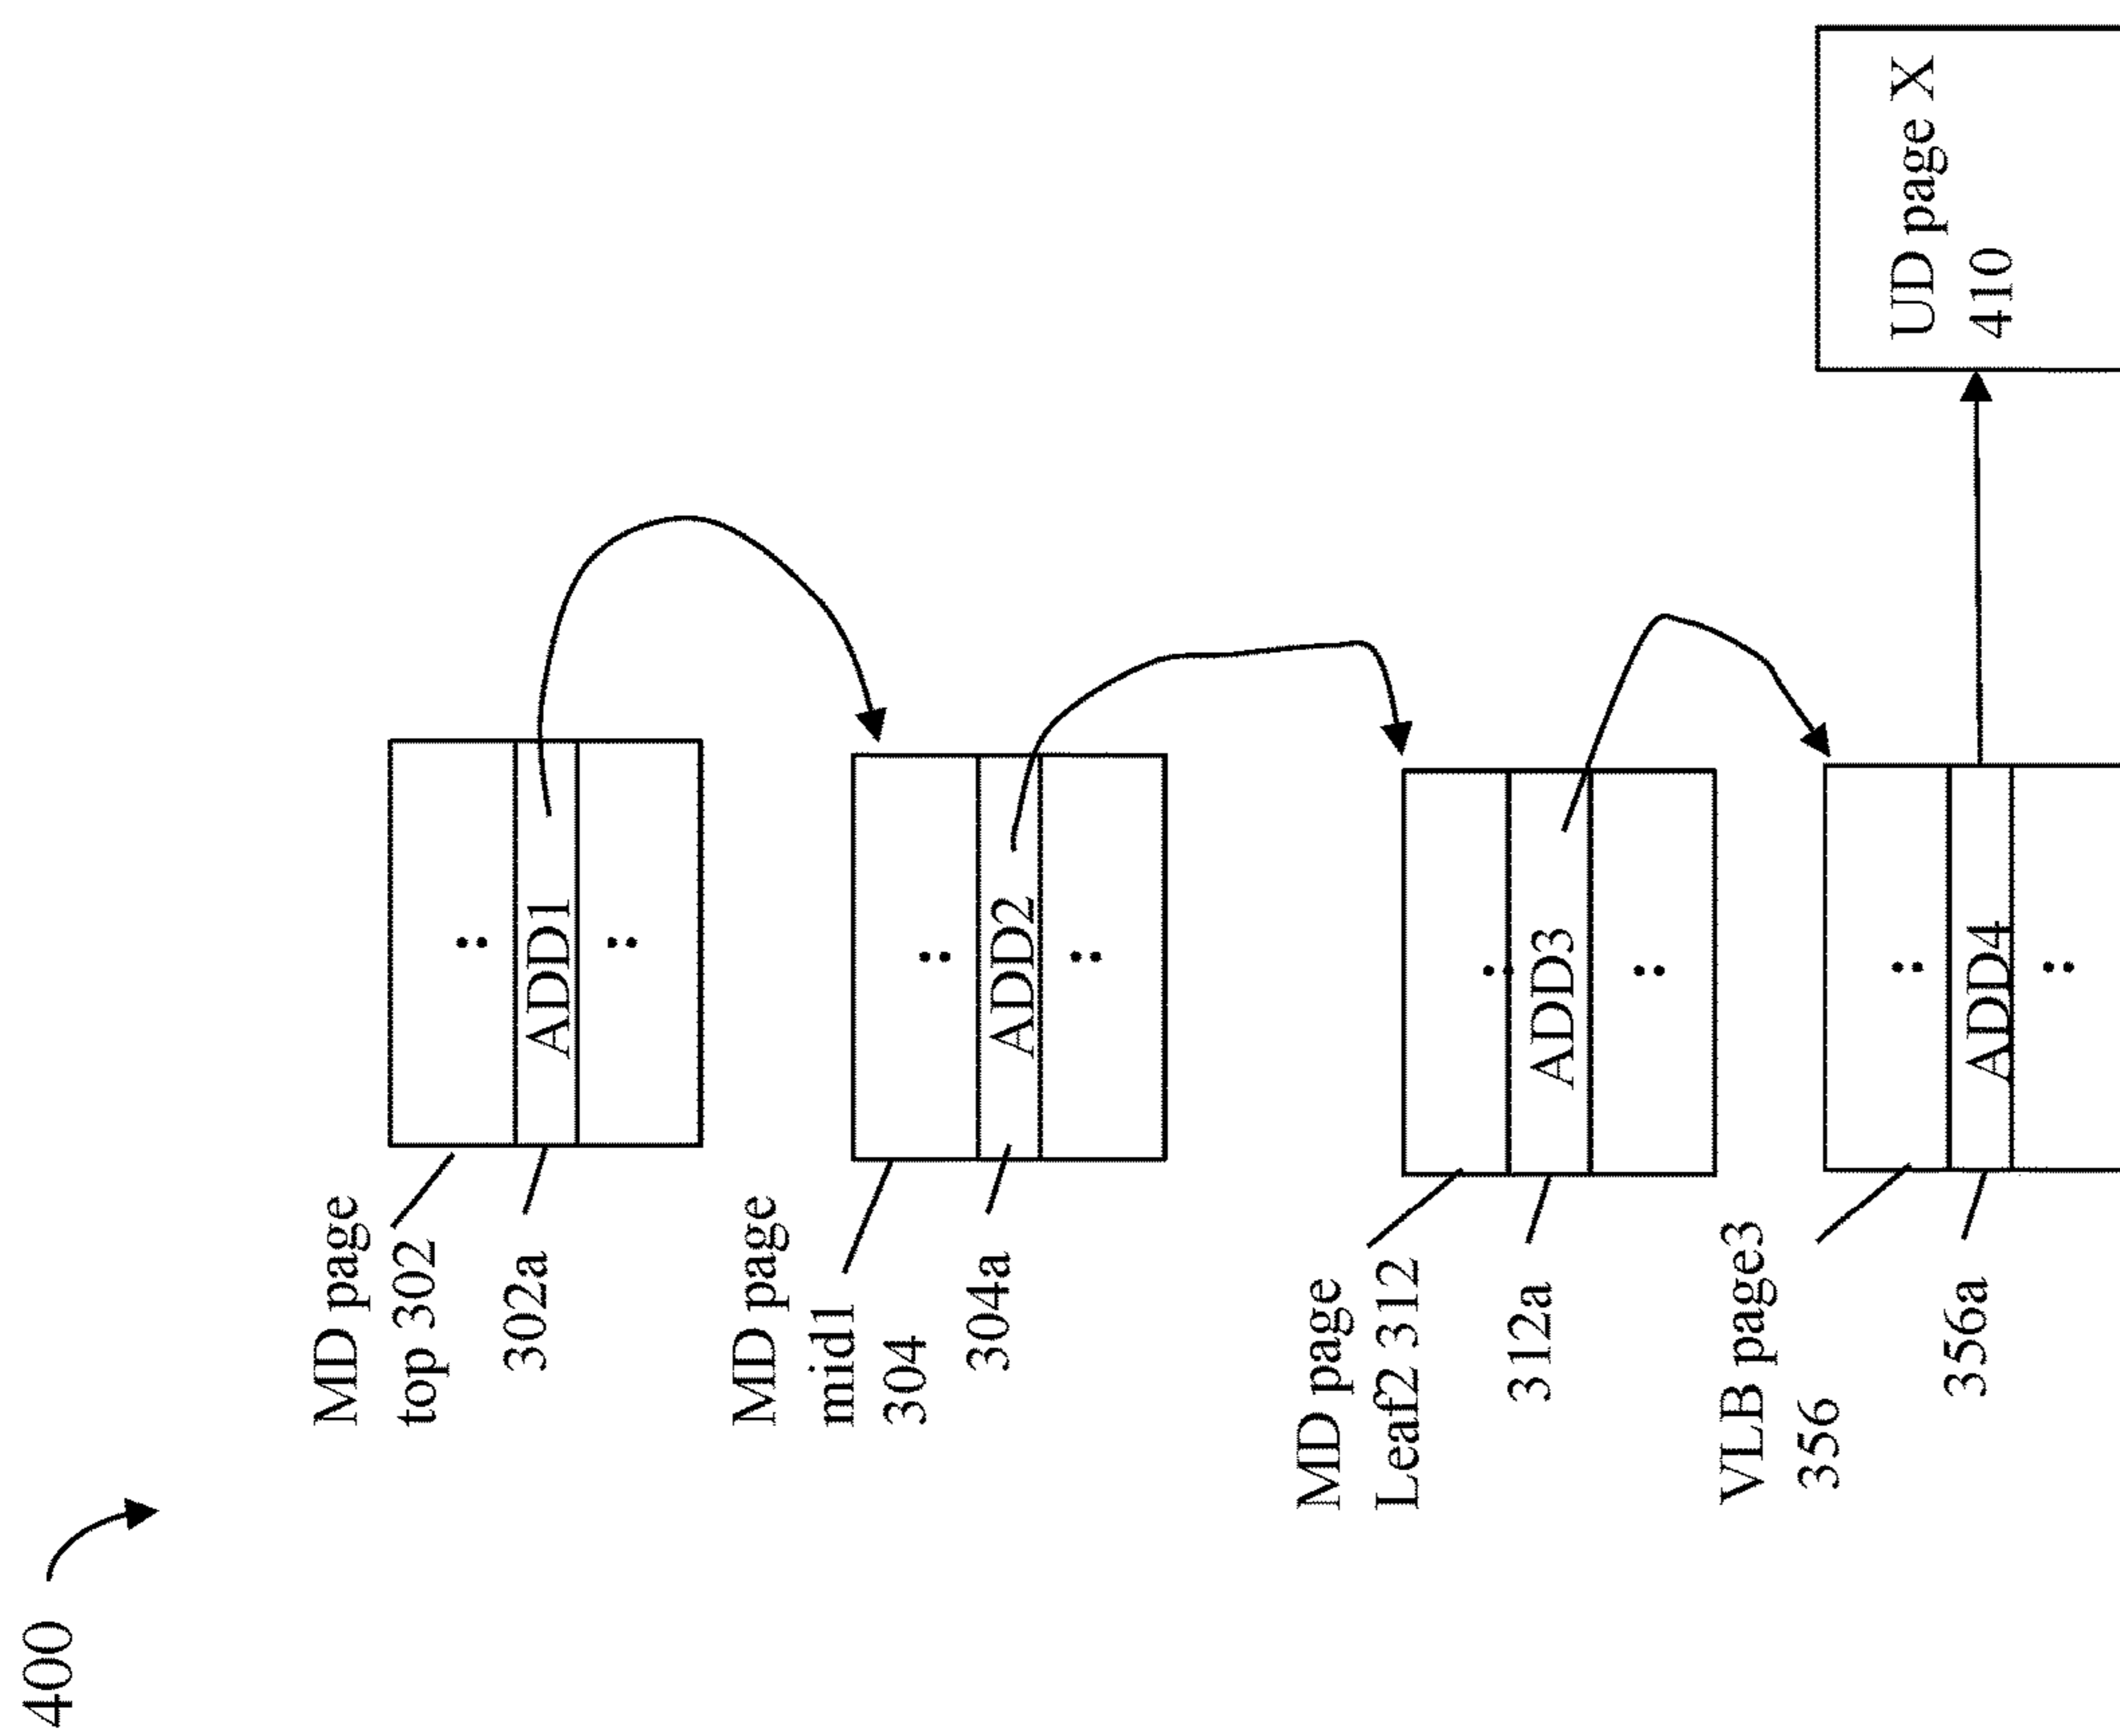 400
MD page
top 302
302a
ADD1
MD page
mid1
304
304a
ADD2
MD page
Leaf2 312
312a
ADD3
VLB page3
356
356a
ADD4
UD page X
410